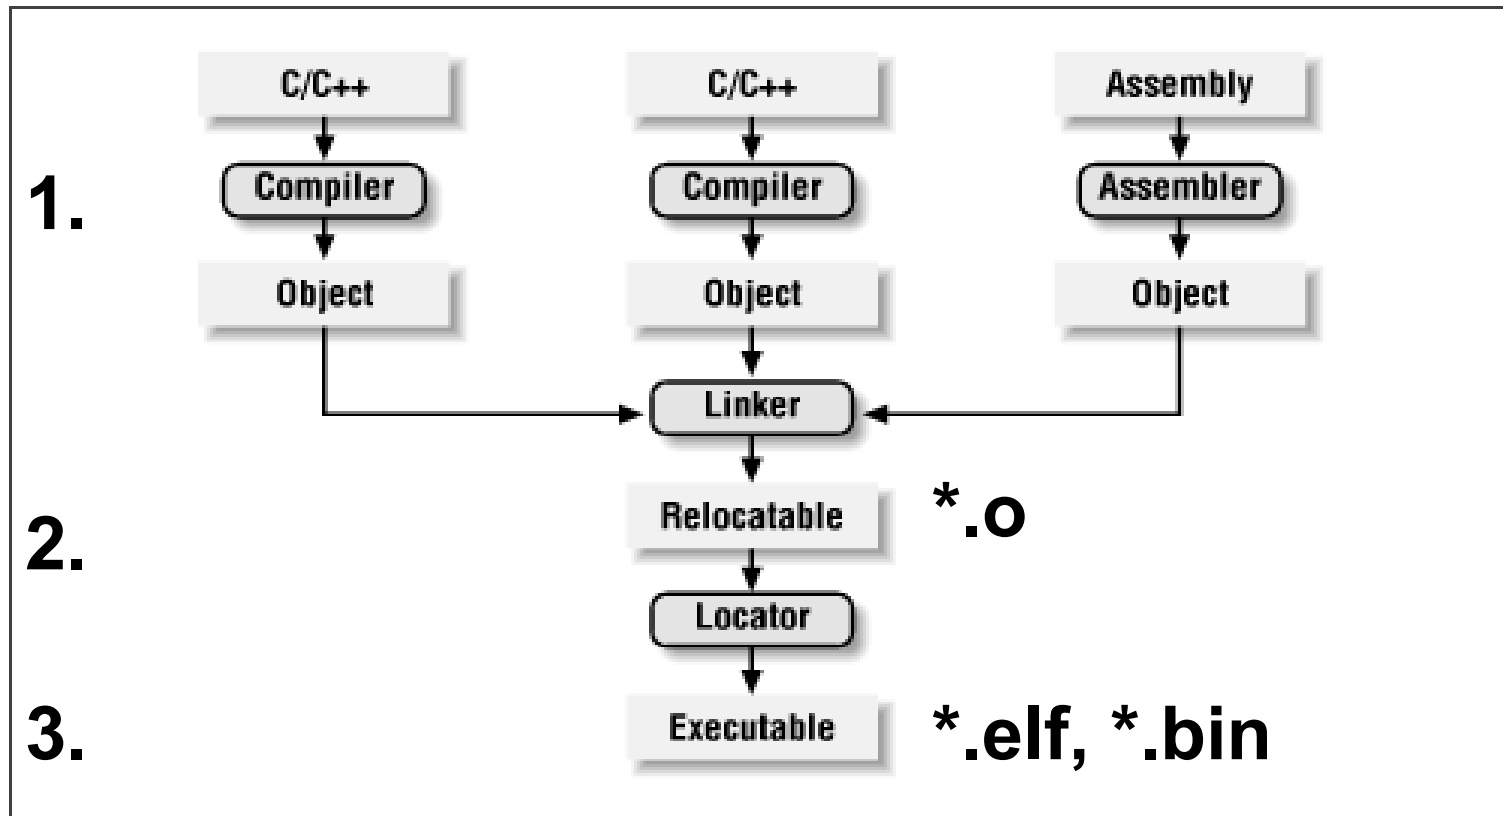 C/C++ C/C++ Assembly
1. Compiler Compiler Assembler
Object Object Object
Linker
Relocatable *.o
2.
Locator
3. Executable *.elf, *.bin